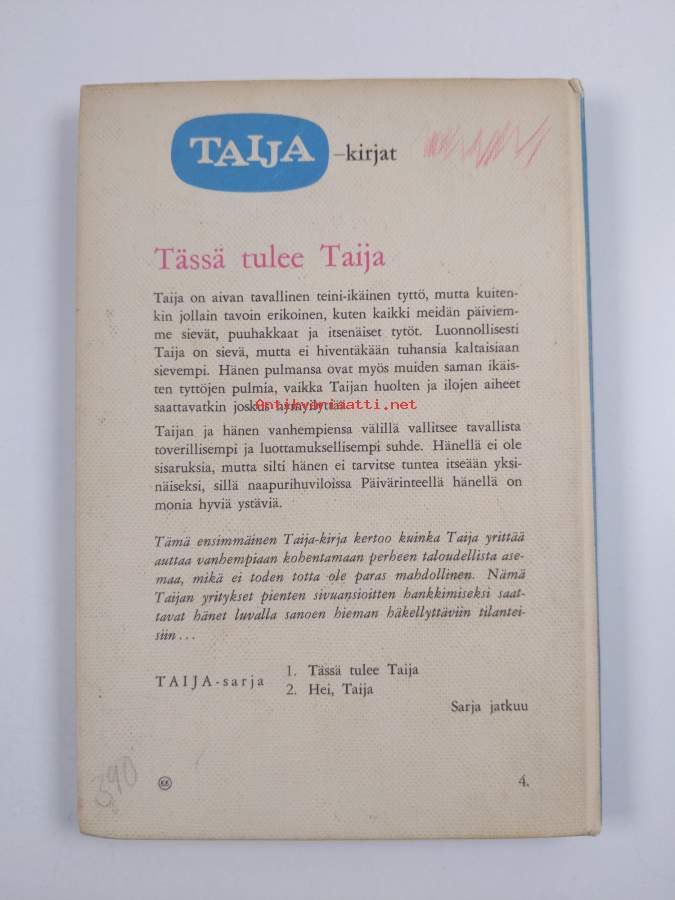 TAIJA –kirjat
Tässä tulee Taija
Taija on aivan tavallinen teini-ikäinen tyttö, mutta kuiten-
kin jollain tavoin erikoinen, kuten kaikki meidän päiviem-
me sievät, puuhakkaat ja itsenäiset tytöt. Luonnollisesti
Taija on sievä, mutta ei hiventäkään tuhansia kaltaisiaan
sievempi. Hänen pulmansa ovat myös muiden saman ikäis-
ten tyttöjen pulmia, vaikka Taijan huolten ja ilojen aiheet
saattavatkin joskus hymyilyttää.
Antikvariaatti.net
Taijan ja hänen vanhempiensa välillä vallitsee tavallista
toverillisempi ja luottamuksellisempi suhde. Hänellä ei ole
sisaruksia, mutta silti hänen ei tarvitse tuntea itseään yksi-
näiseksi, sillä naapurihuviloissa Päivärinteellä hänellä on
monia hyviä ystäviä.
Tämä ensimmäinen Taija-kirja kertoo kuinka Taija yrittää
auttaa vanhempiaan kohentamaan perheen taloudellista ase-
maa, mikä ei toden totta ole paras mahdollinen. Nämä
Taijan yritykset pienten sivuansioitten hankkimiseksi saat-
tavat hänet luvalla sanoen hieman häkellyttäviin tilantei-
siin...
TAIJA-sarja
1. Tässä tulee Taija
2. Hei, Taija
Sarja jatkuu
390
4.